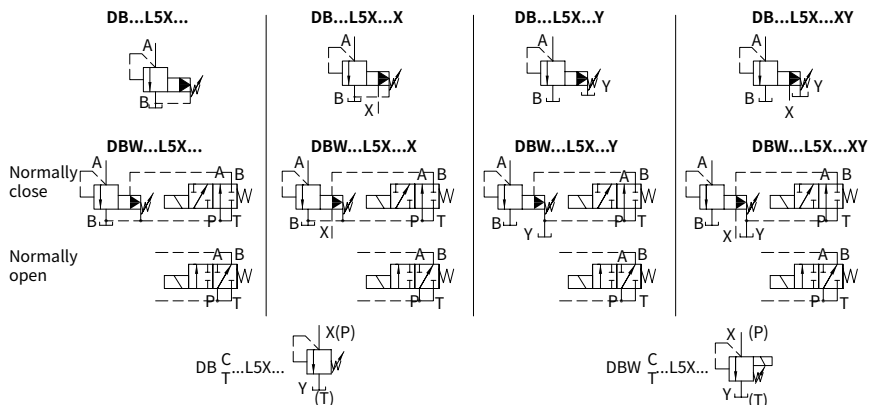 DB...L5X... DB...L5X...X DB...L5X...Y DB...L5X...XY
A A A A
B B X B Y B X Y
DBW...L5X... DBW...L5X...X DBW...L5X...Y DBW...L5X...XY
Normally close
A A B A A B A A B A A B
B P T B X P T B Y P T B X Y P T
Normally open
A B A B A B A B
P T P T P T P T
DB C/T...L5X... X(P) Y (T)
DBW C/T...L5X... X (P) Y (T)